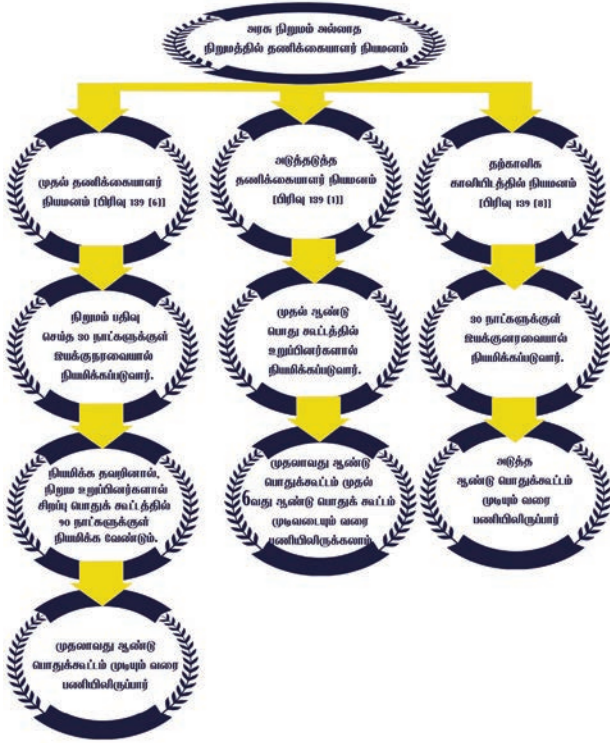 அரசு நிறுமம் அல்லாத
நிறுமத்தில் தணிக்கையாளர் நியமனம்
முதல் தணிக்கையாளர்
நியமனம் [பிரிவு 139 (6)]
நிறுமம் பதிவு
செய்த 30 நாட்களுக்குள்
இயக்குநரவையால்
நியமிக்கப்படுவார்.
நியமிக்க தவறினால்,
நிறும உறுப்பினர்களால்
சிறப்பு பொதுக் கூட்டத்தில்
90 நாட்களுக்குள்
நியமிக்க வேண்டும்.
முதலாவது ஆண்டு
பொதுக்கூட்டம் முடியும் வரை
பணியிலிருப்பார்
அடுத்தடுத்த
தணிக்கையாளர் நியமனம்
[பிரிவு 139 (1)]
முதல் ஆண்டு
பொது கூட்டத்தில்
உறுப்பினர்களால்
நியமிக்கப்படுவார்.
முதலாவது ஆண்டு
பொதுக்கூட்டம் முதல்
6வது ஆண்டு பொதுக் கூட்டம்
முடிவடையும் வரை
பணியிலிருக்கலாம்
தற்காலிக
காலியிடத்தில் நியமனம்
[பிரிவு 139 (8)]
30 நாட்களுக்குள்
இயக்குனரவையால்
நியமிக்கப்படுவார்.
அடுத்த
ஆண்டு பொதுக்கூட்டம்
முடியும் வரை
பணியிலிருப்பார்